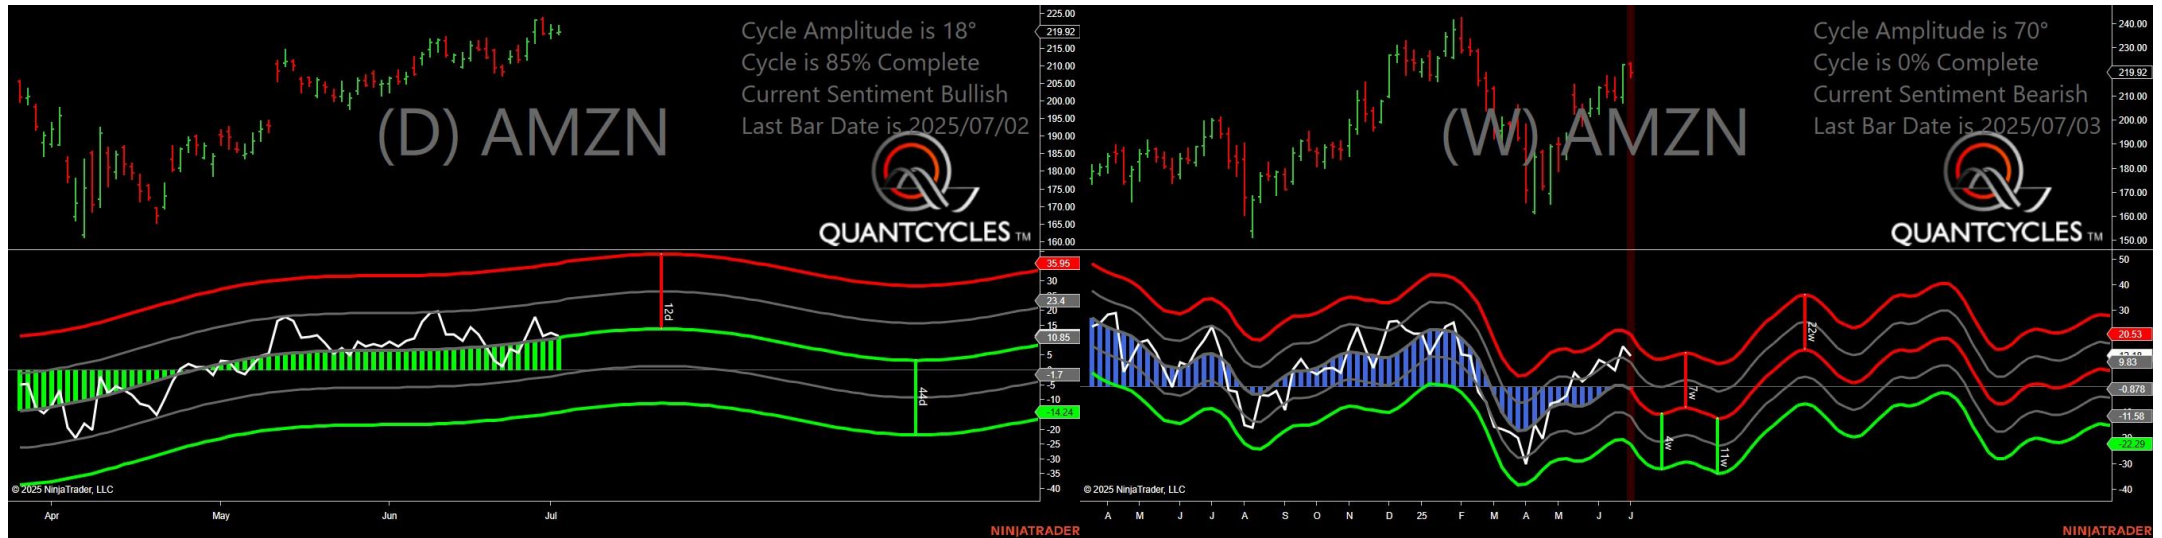 Cycle Amplitude is 18°
Cycle is 85% Complete
Current Sentiment Bullish
Last Bar Date is 2025/07/02
(D) AMZN
QUANTCYCLES TM
225.00
219.92
215.00
210.00
205.00
200.00
195.00
190.00
185.00
180.00
175.00
170.00
165.00
160.00
35.95
30
23.4
20
15
10.85
5
-1.7
-5
-10
-14.24
-20
-25
-30
-35
-40
12d
44d
© 2025 NinjaTrader, LLC
Apr May Jun Jul
NINJATRADER
Cycle Amplitude is 70°
Cycle is 0% Complete
Current Sentiment Bearish
Last Bar Date is 2025/07/03
(W) AMZN
QUANTCYCLES TM
240.00
230.00
219.92
210.00
200.00
190.00
180.00
170.00
160.00
150.00
50
40
30
20.53
9.83
-0.878
-11.58
-22.29
-30
-40
4w
7w
11w
22w
© 2025 NinjaTrader, LLC
A M J J A S O N D 25 F M A M J J
NINJATRADER